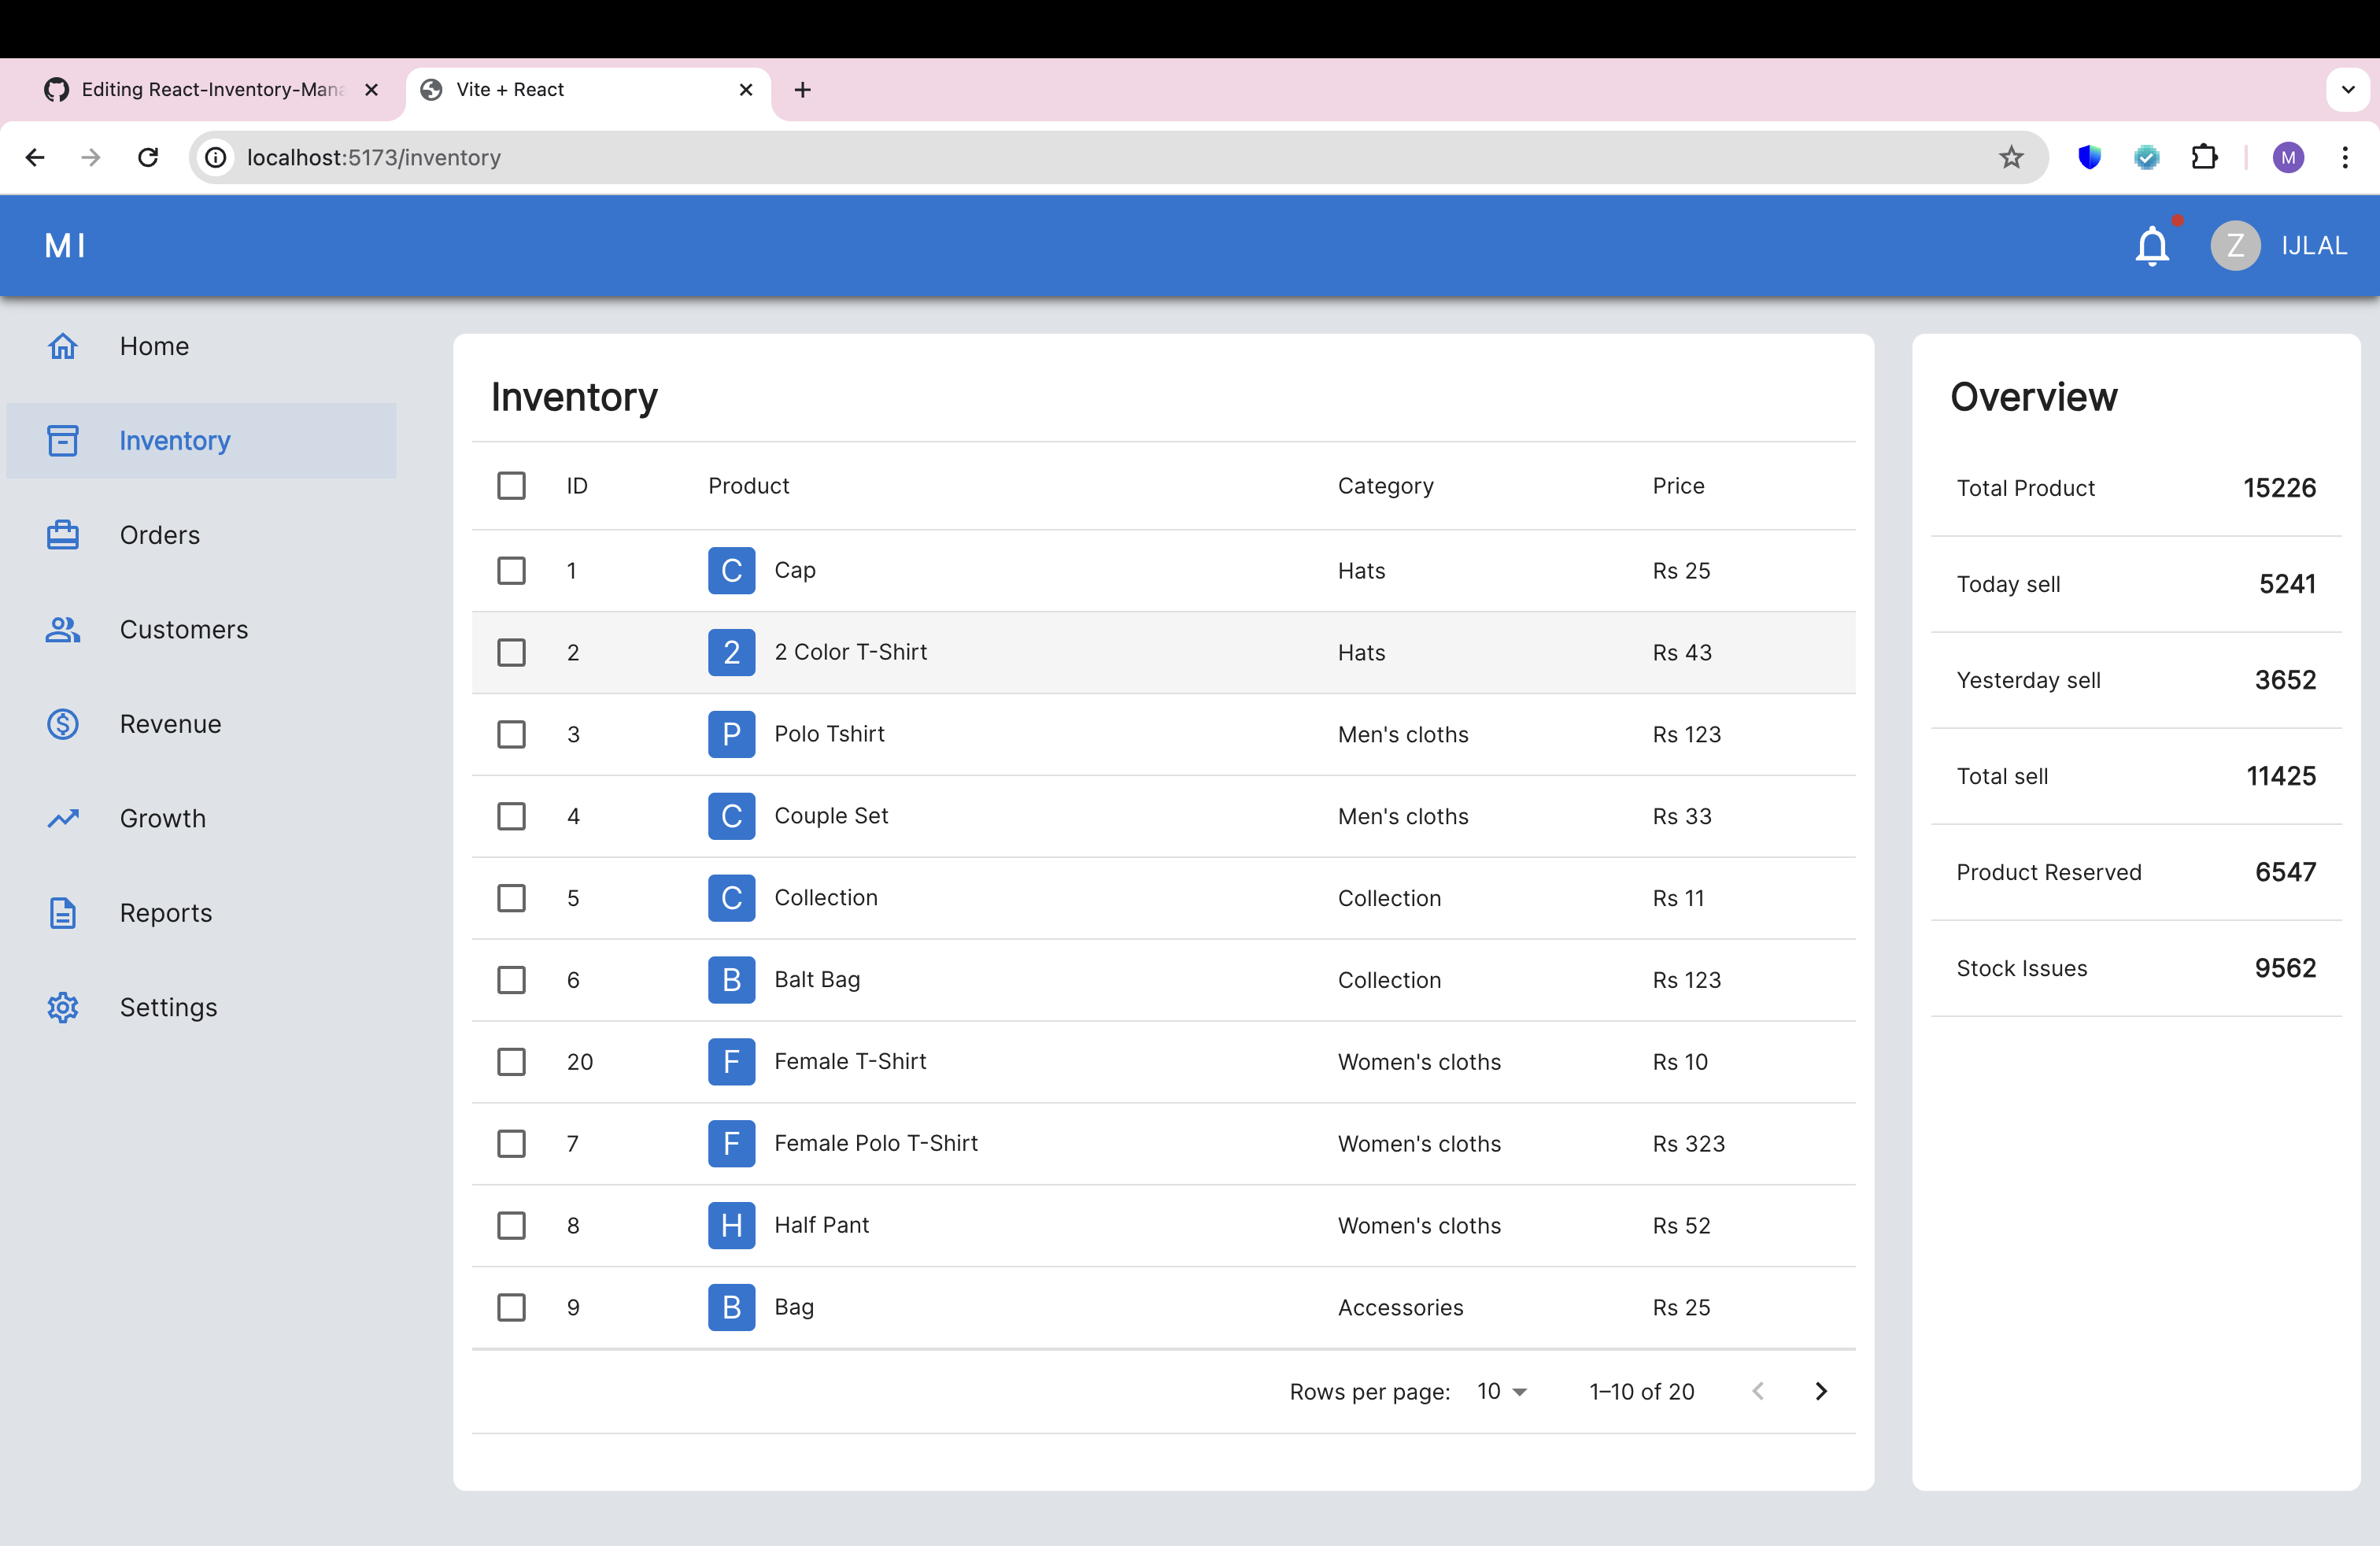 Editing React-Inventory-Mana
Vite + React
localhost:5173/inventory
M
MI
Z IJLAL
Home
Inventory
Orders
Customers
Revenue
Growth
Reports
Settings
Inventory
ID Product Category Price
1 C Cap Hats Rs 25
2 2 2 Color T-Shirt Hats Rs 43
3 P Polo Tshirt Men's cloths Rs 123
4 C Couple Set Men's cloths Rs 33
5 C Collection Collection Rs 11
6 B Balt Bag Collection Rs 123
20 F Female T-Shirt Women's cloths Rs 10
7 F Female Polo T-Shirt Women's cloths Rs 323
8 H Half Pant Women's cloths Rs 52
9 B Bag Accessories Rs 25
Rows per page: 10 1–10 of 20
Overview
Total Product 15226
Today sell 5241
Yesterday sell 3652
Total sell 11425
Product Reserved 6547
Stock Issues 9562